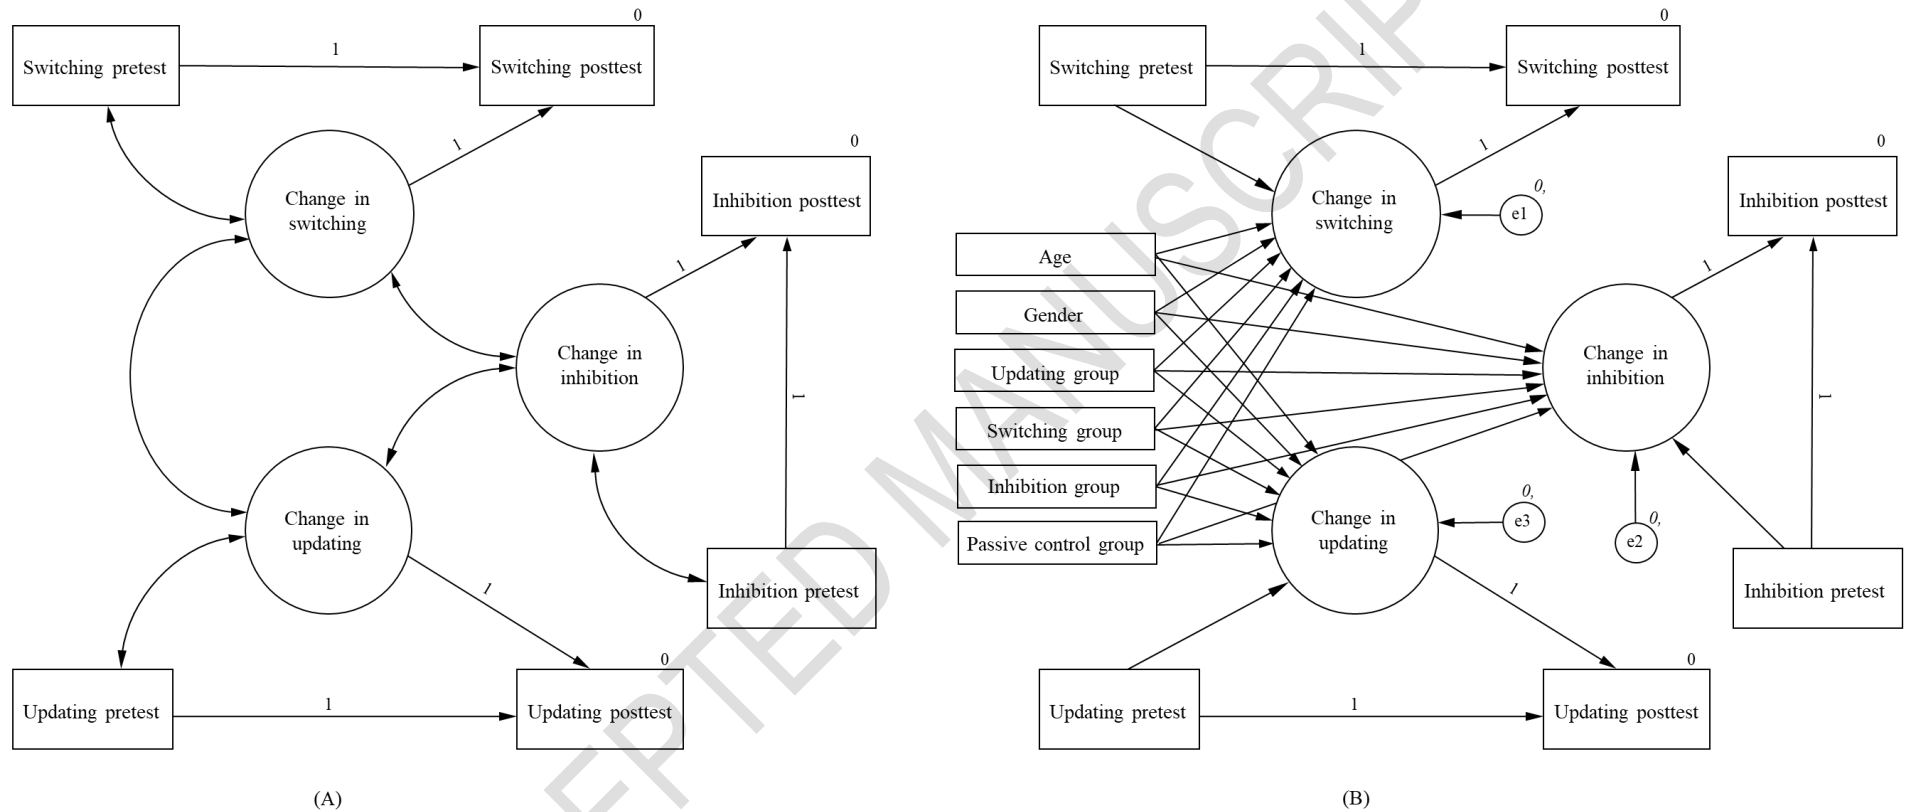 0
Switching pretest
1
Switching posttest
1
Change in
switching
0
Inhibition posttest
1
Change in
inhibition
1
Change in
updating
1
Inhibition pretest
0
Updating pretest
1
Updating posttest
(A)
0
Switching pretest
1
Switching posttest
1
Change in
switching
0,
e1
0
Inhibition posttest
Age
Gender
Updating group
Switching group
Inhibition group
Passive control group
1
Change in
inhibition
1
Change in
updating
0,
e3
0,
e2
1
Inhibition pretest
0
Updating pretest
1
Updating posttest
(B)
EPTED MANUSCRIP